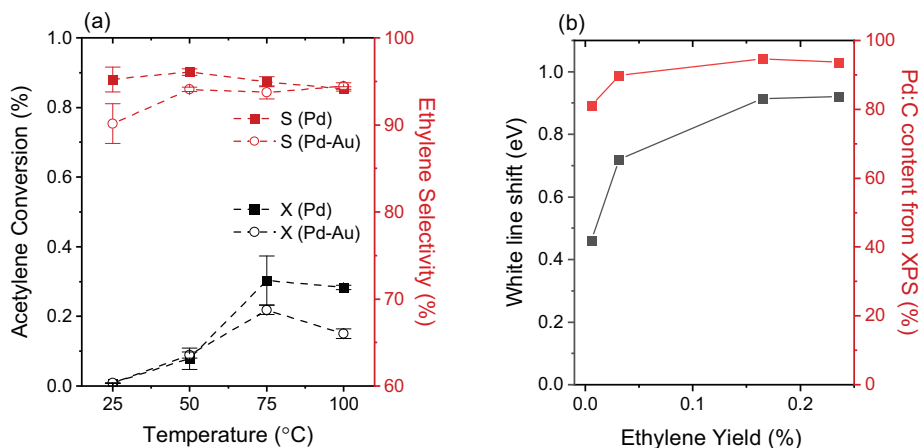 (a)
1.0
0.8
0.6
0.4
0.2
0.0
Acetylene Conversion (%)
S (Pd)
S (Pd-Au)
X (Pd)
X (Pd-Au)
100
90
80
70
60
Ethylene Selectivity (%)
25
50
75
100
Temperature (°C)
(b)
1.0
0.8
0.6
0.4
0.2
0.0
White line shift (eV)
100
80
60
40
20
0
Pd:C content from XPS (%)
0.0
0.1
0.2
Ethylene Yield (%)